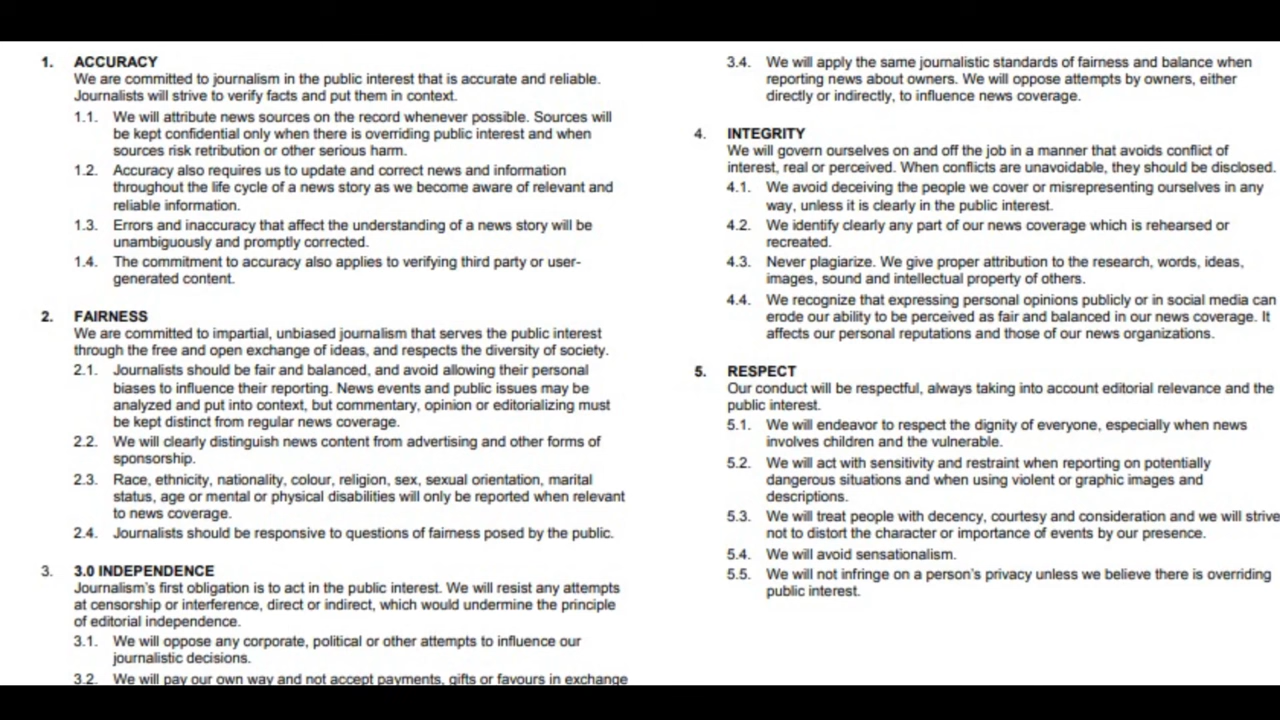 1. ACCURACY
We are committed to journalism in the public interest that is accurate and reliable.
Journalists will strive to verify facts and put them in context.
1.1. We will attribute news sources on the record whenever possible. Sources will
be kept confidential only when there is overriding public interest and when
sources risk retribution or other serious harm.
1.2. Accuracy also requires us to update and correct news and information
throughout the life cycle of a news story as we become aware of relevant and
reliable information.
1.3. Errors and inaccuracy that affect the understanding of a news story will be
unambiguously and promptly corrected.
1.4. The commitment to accuracy also applies to verifying third party or user-
generated content.
2. FAIRNESS
We are committed to impartial, unbiased journalism that serves the public interest
through the free and open exchange of ideas, and respects the diversity of society.
2.1. Journalists should be fair and balanced, and avoid allowing their personal
biases to influence their reporting. News events and public issues may be
analyzed and put into context, but commentary, opinion or editorializing must
be kept distinct from regular news coverage.
2.2. We will clearly distinguish news content from advertising and other forms of
sponsorship.
2.3. Race, ethnicity, nationality, colour, religion, sex, sexual orientation, marital
status, age or mental or physical disabilities will only be reported when relevant
to news coverage.
2.4. Journalists should be responsive to questions of fairness posed by the public.
3. 3.0 INDEPENDENCE
Journalism's first obligation is to act in the public interest. We will resist any attempts
at censorship or interference, direct or indirect, which would undermine the principle
of editorial independence.
3.1. We will oppose any corporate, political or other attempts to influence our
journalistic decisions.
3.2. We will pay our own way and not accept payments, gifts or favours in exchange
3.4. We will apply the same journalistic standards of fairness and balance when
reporting news about owners. We will oppose attempts by owners, either
directly or indirectly, to influence news coverage.
4. INTEGRITY
We will govern ourselves on and off the job in a manner that avoids conflict of
interest, real or perceived. When conflicts are unavoidable, they should be disclosed.
4.1. We avoid deceiving the people we cover or misrepresenting ourselves in any
way, unless it is clearly in the public interest.
4.2. We identify clearly any part of our news coverage which is rehearsed or
recreated.
4.3. Never plagiarize. We give proper attribution to the research, words, ideas,
images, sound and intellectual property of others.
4.4. We recognize that expressing personal opinions publicly or in social media can
erode our ability to be perceived as fair and balanced in our news coverage. It
affects our personal reputations and those of our news organizations.
5. RESPECT
Our conduct will be respectful, always taking into account editorial relevance and the
public interest.
5.1. We will endeavor to respect the dignity of everyone, especially when news
involves children and the vulnerable.
5.2. We will act with sensitivity and restraint when reporting on potentially
dangerous situations and when using violent or graphic images and
descriptions.
5.3. We will treat people with decency, courtesy and consideration and we will strive
not to distort the character or importance of events by our presence.
5.4. We will avoid sensationalism.
5.5. We will not infringe on a person's privacy unless we believe there is overriding
public interest.